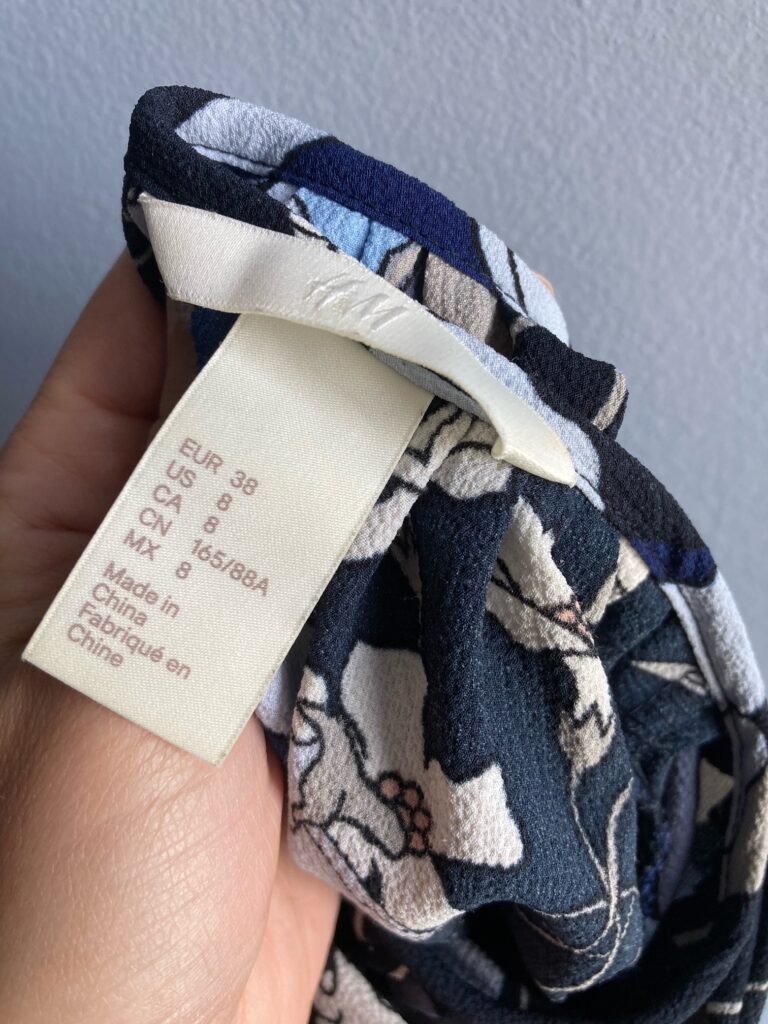 H&M
EUR 38
US 8
CA 8
CN 165/88A
MX 8
Made in
China
Fabriqué en
Chine